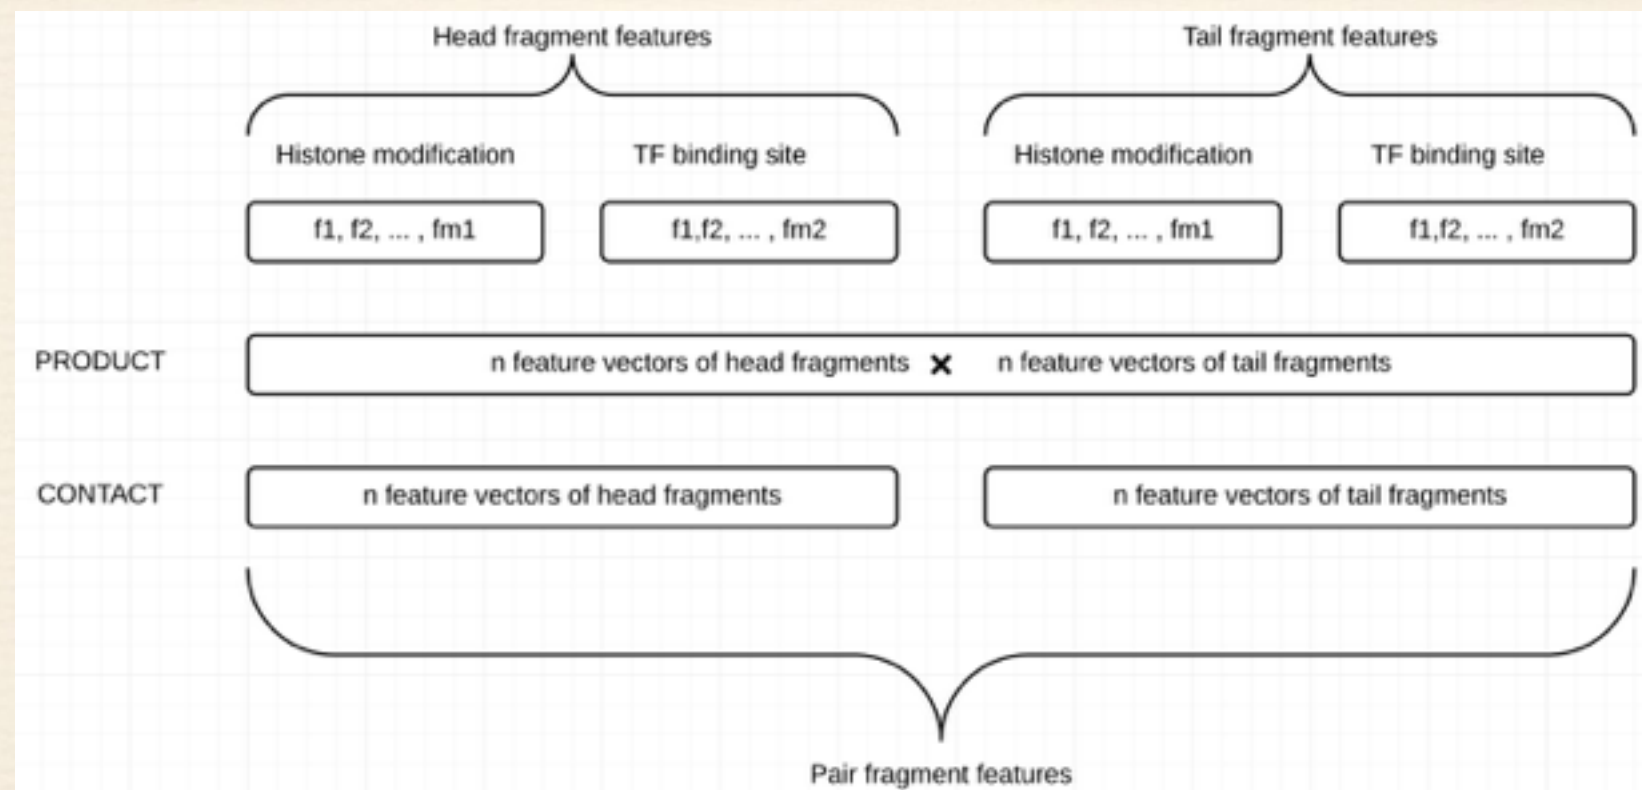 Head fragment features
Tail fragment features
Histone modification
TF binding site
Histone modification
TF binding site
f1, f2, ... , fm1
f1,f2, ... , fm2
f1, f2, ... , fm1
f1,f2, ... , fm2
PRODUCT
n feature vectors of head fragments × n feature vectors of tail fragments
CONTACT
n feature vectors of head fragments
n feature vectors of tail fragments
Pair fragment features